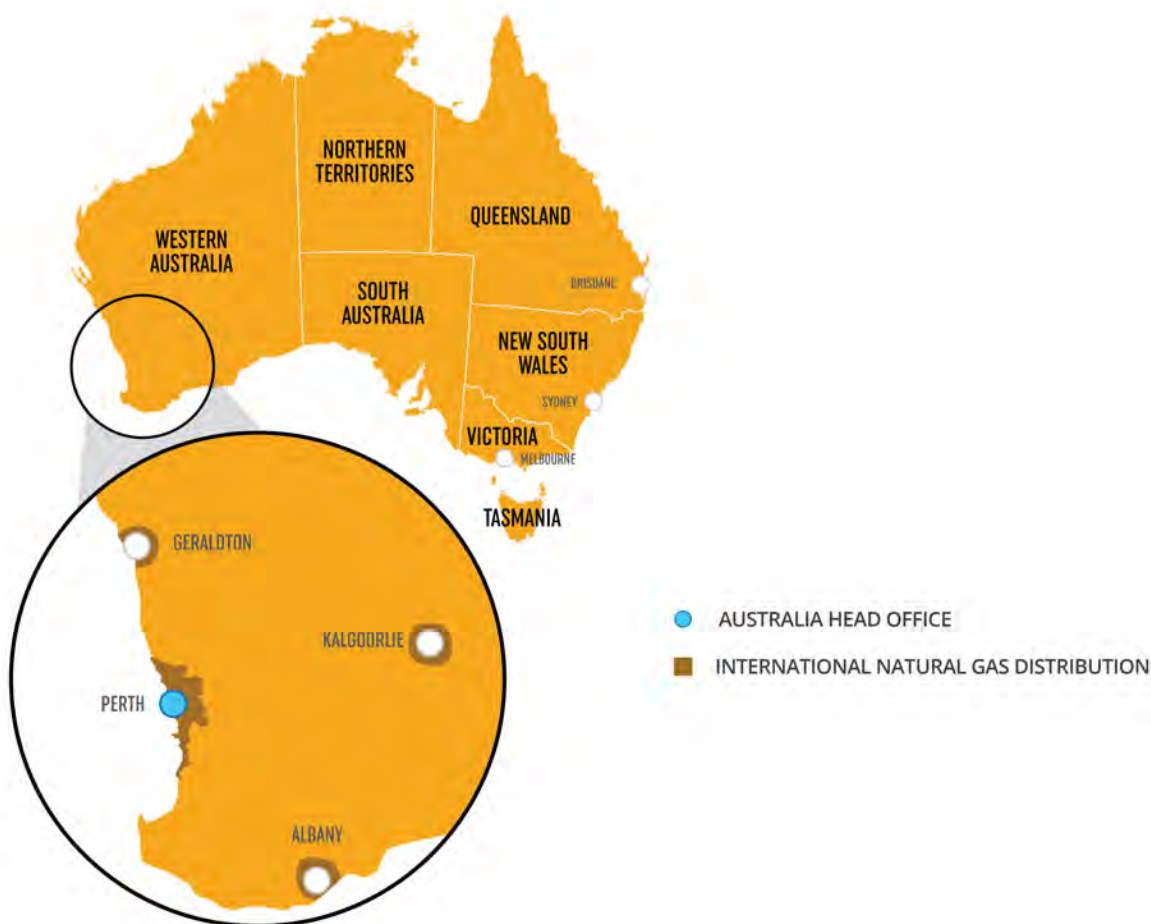 NORTHERN
TERRITORIES
QUEENSLAND
WESTERN
AUSTRALIA
BRISBANE
SOUTH
AUSTRALIA
NEW SOUTH
WALES
SYDNEY
VICTORIA
MELBOURNE
TASMANIA
GERALDTON
KALGOORLIE
PERTH
ALBANY
AUSTRALIA HEAD OFFICE
INTERNATIONAL NATURAL GAS DISTRIBUTION